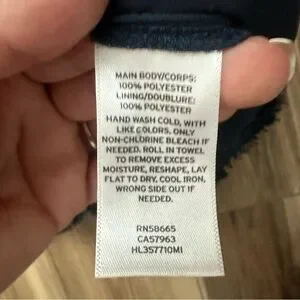 MAIN BODY/CORPS:
100% POLYESTER
LINING/DOUBLURE:
100% POLYESTER
HAND WASH COLD, WITH
LIKE COLORS, ONLY
NON-CHLORINE BLEACH IF
NEEDED. ROLL IN TOWEL
TO REMOVE EXCESS
MOISTURE, RESHAPE, LAY
FLAT TO DRY, COOL IRON,
WRONG SIDE OUT IF
NEEDED.
RN58665
CA57963
HL357710MI